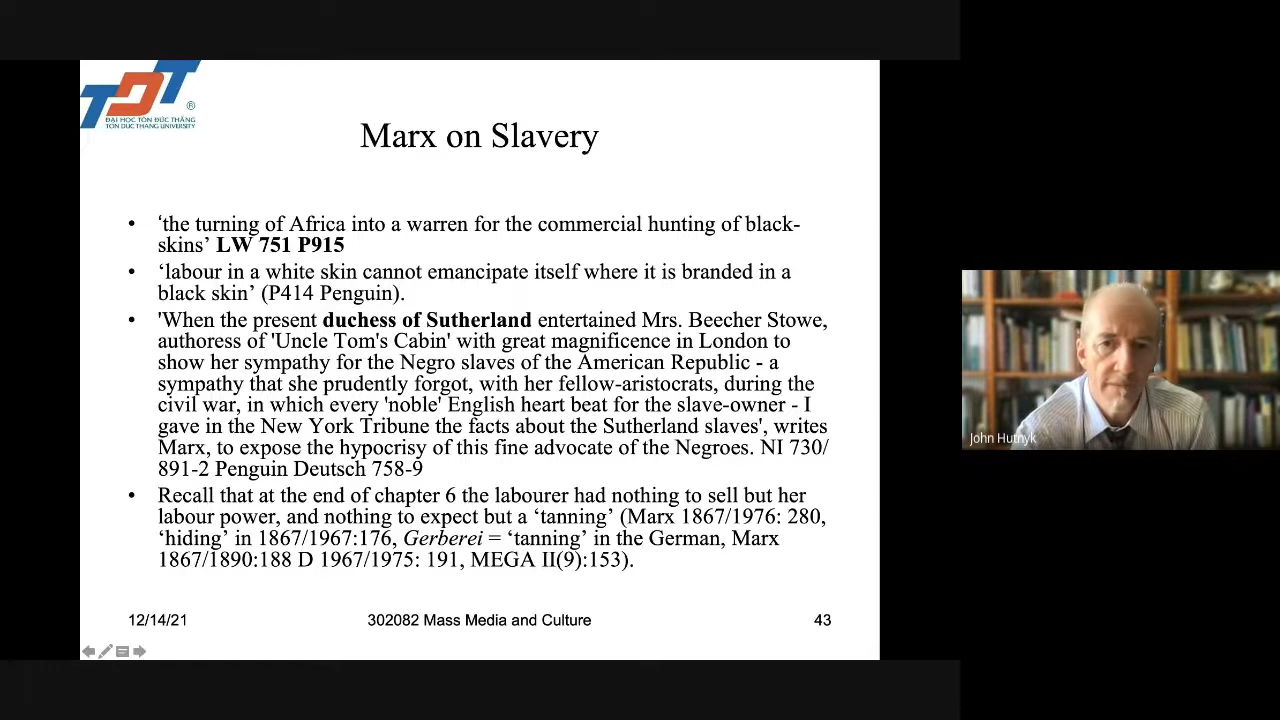 TDT
®
ĐẠI HỌC TÔN ĐỨC THẮNG
TON DUC THANG UNIVERSITY
Marx on Slavery
• ‘the turning of Africa into a warren for the commercial hunting of black-
skins’ LW 751 P915
• ‘labour in a white skin cannot emancipate itself where it is branded in a
black skin’ (P414 Penguin).
• 'When the present duchess of Sutherland entertained Mrs. Beecher Stowe,
authoress of 'Uncle Tom's Cabin' with great magnificence in London to
show her sympathy for the Negro slaves of the American Republic - a
sympathy that she prudently forgot, with her fellow-aristocrats, during the
civil war, in which every 'noble' English heart beat for the slave-owner - I
gave in the New York Tribune the facts about the Sutherland slaves', writes
Marx, to expose the hypocrisy of this fine advocate of the Negroes. NI 730/
891-2 Penguin Deutsch 758-9
• Recall that at the end of chapter 6 the labourer had nothing to sell but her
labour power, and nothing to expect but a ‘tanning’ (Marx 1867/1976: 280,
‘hiding’ in 1867/1967:176, Gerberei = ‘tanning’ in the German, Marx
1867/1890:188 D 1967/1975: 191, MEGA II(9):153).
12/14/21
302082 Mass Media and Culture
43
John Hutnyk